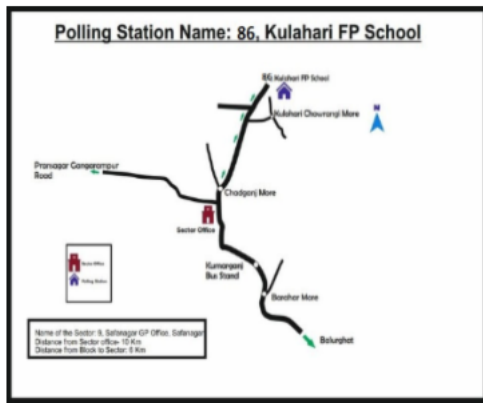 Polling Station Name: 86, Kulahari FP School
86 Kulahari FP School
Kulahari Chowrangi More
N
Pransagar Gangarampur
Road
Chadganj More
Sector Office
Kumarganj
Bus Stand
Barahar More
Balurghat
Sector Office
Polling Station
Name of the Sector: 9, Safanagar GP Office, Safanagar
Distance from Sector office- 10 Km
Distance from Block to Sector: 6 Km